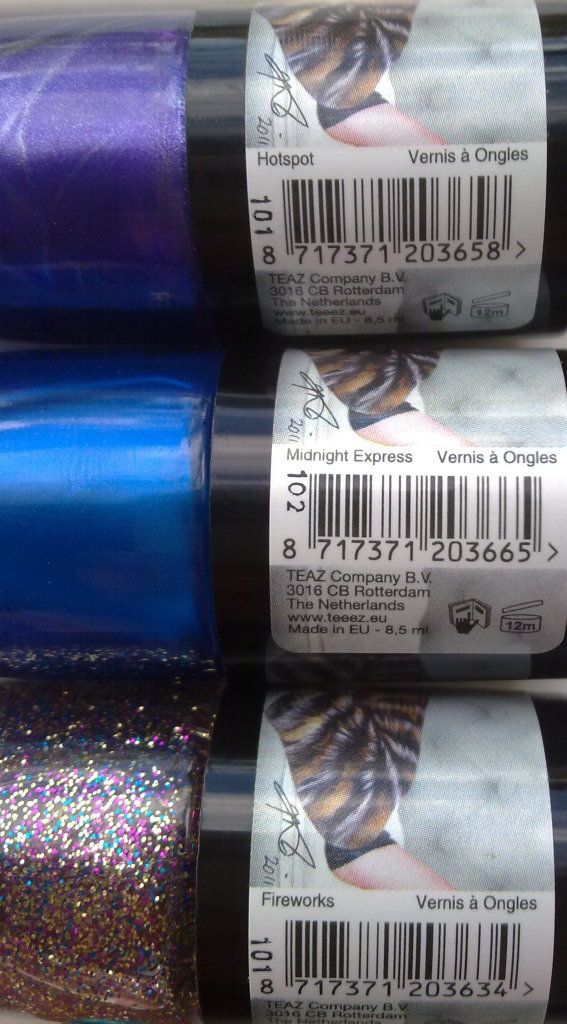 2011
Hotspot Vernis à Ongles
101
8 717371 203658 >
TEAZ Company B.V.
3016 CB Rotterdam
The Netherlands
www.teeez.eu
Made in EU - 8,5 ml
12m
2011
Midnight Express Vernis à Ongles
102
8 717371 203665 >
TEAZ Company B.V.
3016 CB Rotterdam
The Netherlands
www.teeez.eu
Made in EU - 8,5 ml
12m
2011
Fireworks Vernis à Ongles
101
8 717371 203634 >
TEAZ Company B.V.
3016 CB Rotterdam
The Netherlands